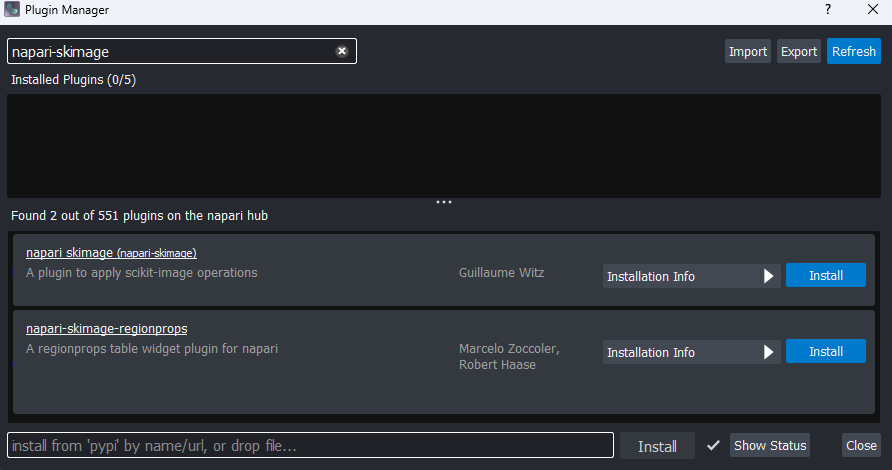 Plugin Manager
?
napari-skimage
Import
Export
Refresh
Installed Plugins (0/5)
Found 2 out of 551 plugins on the napari hub
napari skimage (napari-skimage)
A plugin to apply scikit-image operations
Guillaume Witz
Installation Info
Install
napari-skimage-regionprops
A regionprops table widget plugin for napari
Marcelo Zoccoler,
Robert Haase
Installation Info
Install
install from 'pypi' by name/url, or drop file...
Install
Show Status
Close